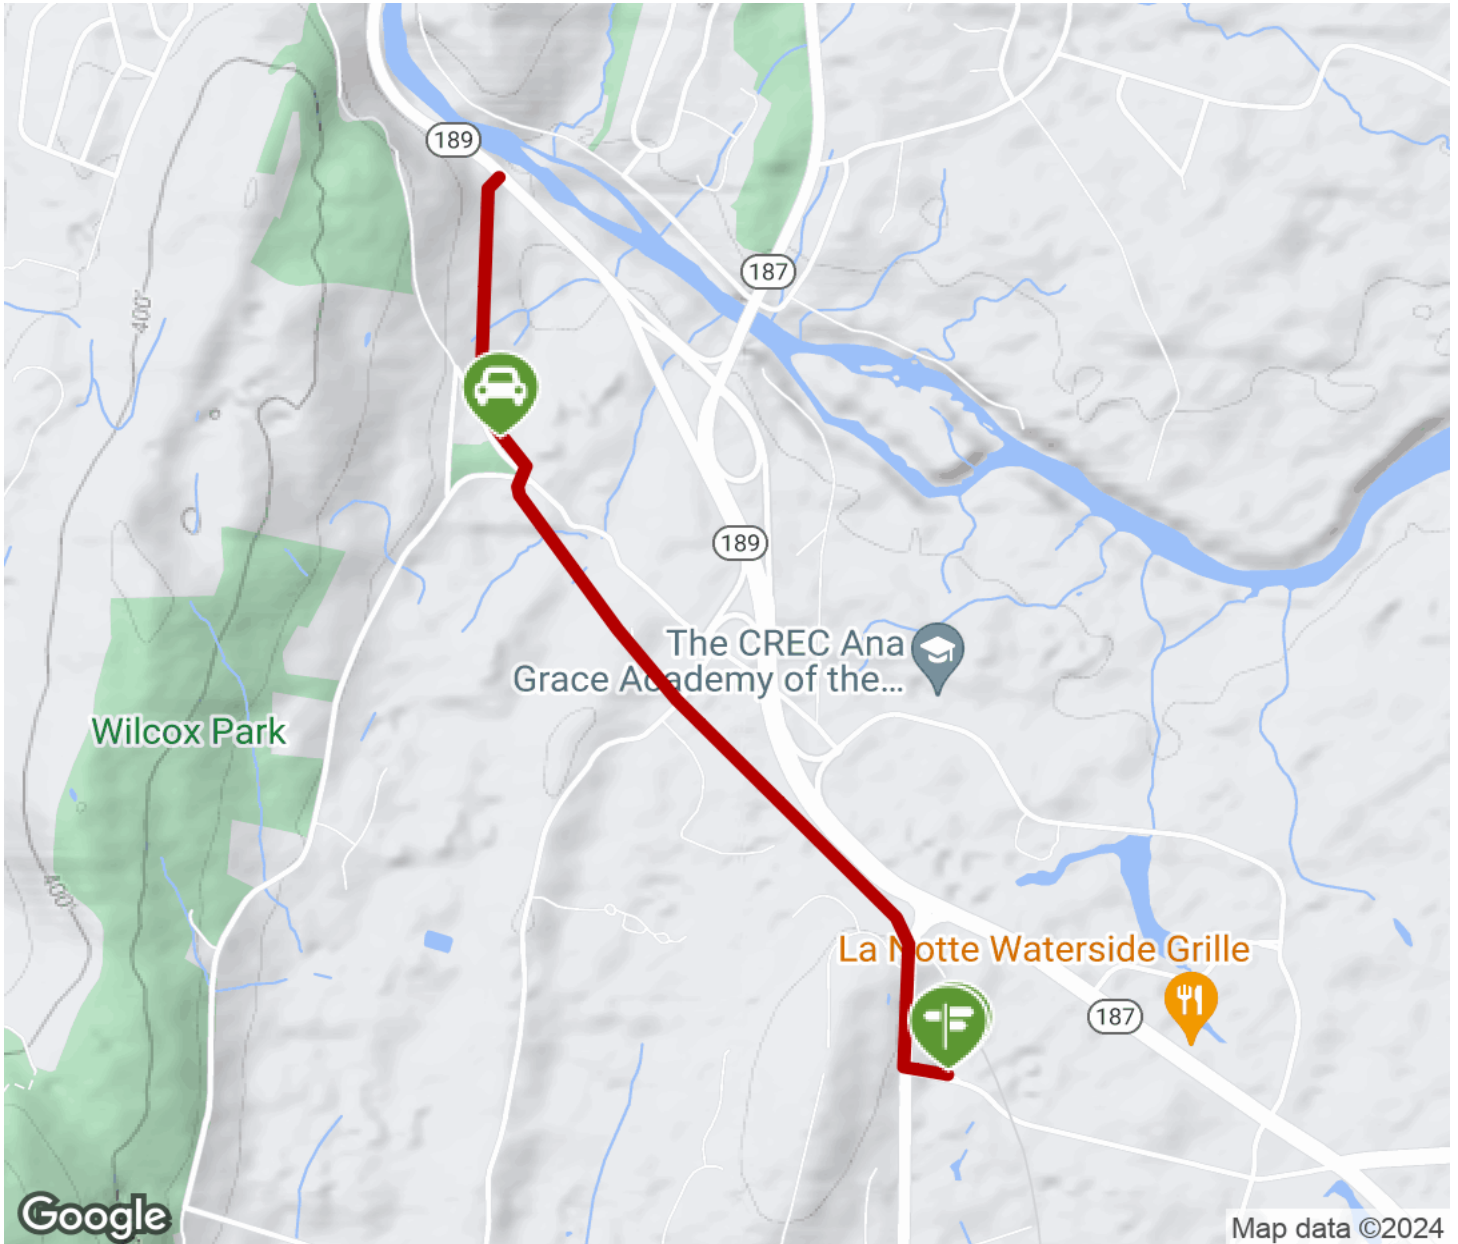 189
187
400'
189
The CREC Ana
Grace Academy of the...
Wilcox Park
400'
La Notte Waterside Grille
187
Google
Map data ©2024